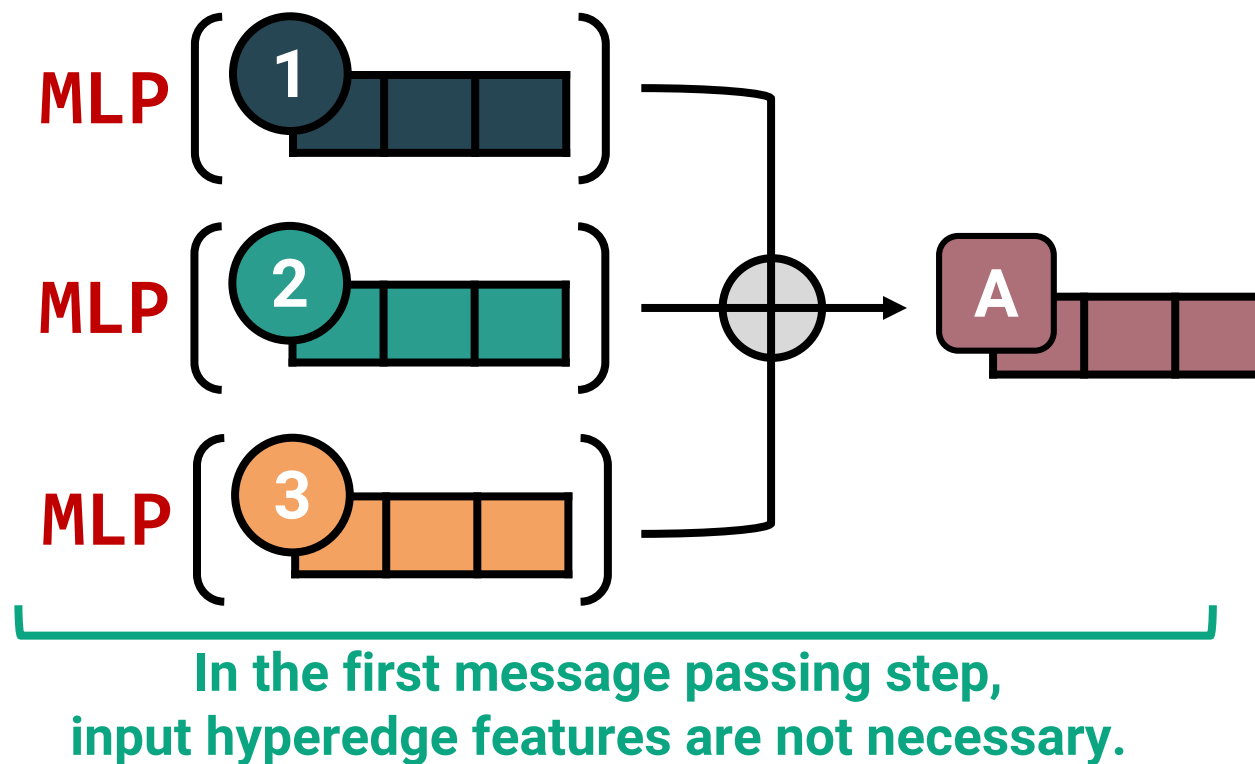 MLP 1
MLP 2
A
MLP 3
In the first message passing step,
input hyperedge features are not necessary.